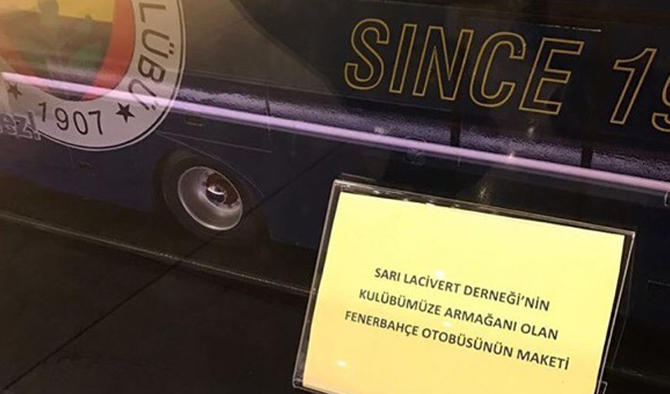 LÜBÜ
1907
SINCE 19
SARI LACİVERT DERNEĞİ'NİN
KULÜBÜMÜZE ARMAĞANI OLAN
FENERBAHÇE OTOBÜSÜNÜN MAKETİ